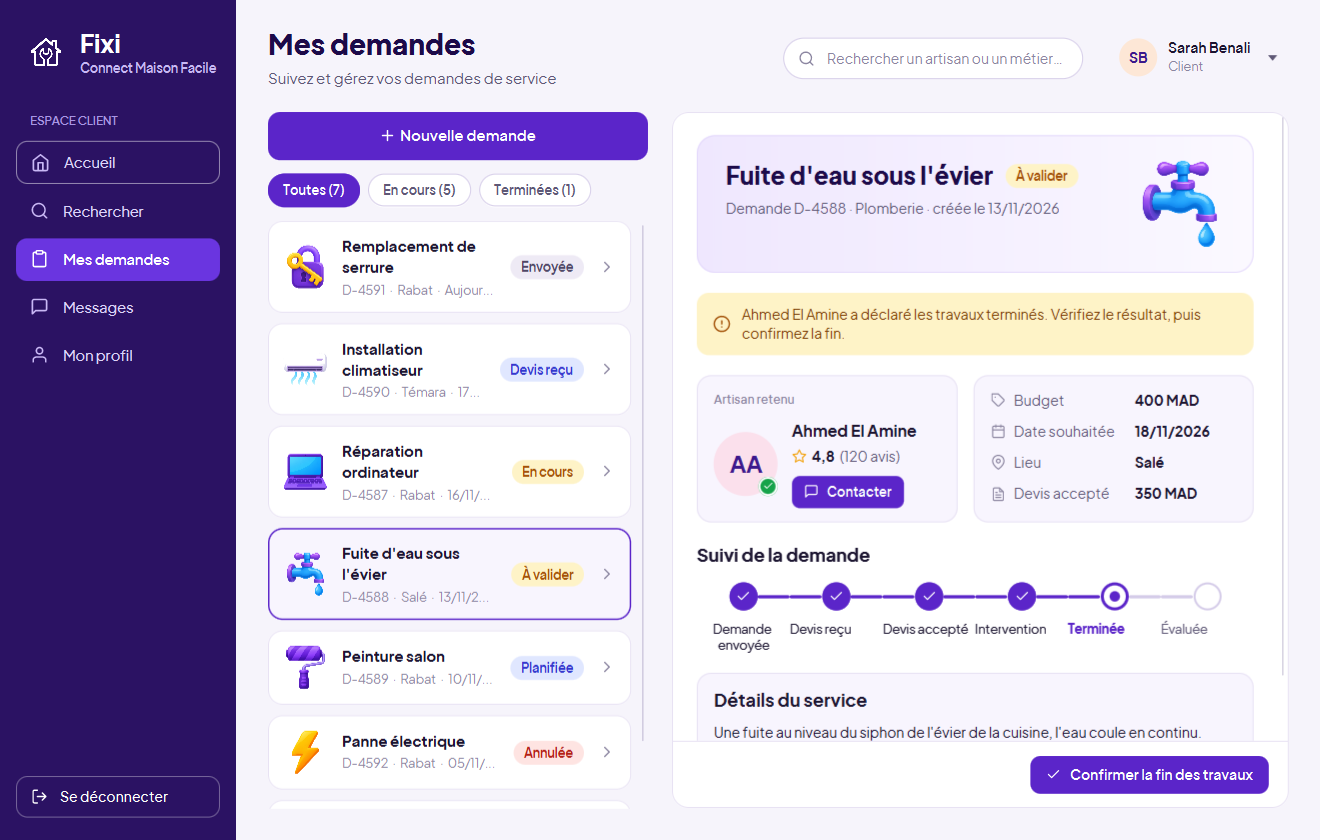 Fixi
Connect Maison Facile
ESPACE CLIENT
Accueil
Rechercher
Mes demandes
Messages
Mon profil
Se déconnecter
Mes demandes
Suivez et gérez vos demandes de service
Rechercher un artisan ou un métier...
SB
Sarah Benali
Client
+ Nouvelle demande
Toutes (7)
En cours (5)
Terminées (1)
Remplacement de
serrure
D-4591 · Rabat · Aujour...
Envoyée
Installation
climatiseur
D-4590 · Témara · 17...
Devis reçu
Réparation
ordinateur
D-4587 · Rabat · 16/11/...
En cours
Fuite d'eau sous
l'évier
D-4588 · Salé · 13/11/2...
À valider
Peinture salon
D-4589 · Rabat · 10/11/...
Planifiée
Panne électrique
D-4592 · Rabat · 05/11/...
Annulée
Fuite d'eau sous l'évier
À valider
Demande D-4588 · Plomberie · créée le 13/11/2026
Ahmed El Amine a déclaré les travaux terminés. Vérifiez le résultat, puis
confirmez la fin.
Artisan retenu
AA
Ahmed El Amine
4,8 (120 avis)
Contacter
Budget 400 MAD
Date souhaitée 18/11/2026
Lieu Salé
Devis accepté 350 MAD
Suivi de la demande
Demande
envoyée
Devis reçu
Devis accepté
Intervention
Terminée
Évaluée
Détails du service
Une fuite au niveau du siphon de l'évier de la cuisine, l'eau coule en continu.
Confirmer la fin des travaux